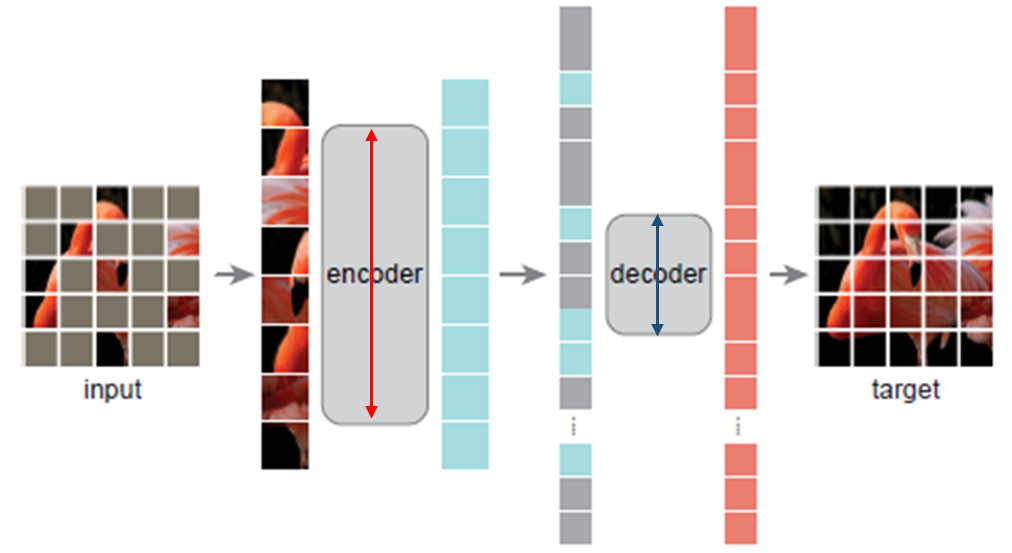 input
encoder
decoder
target